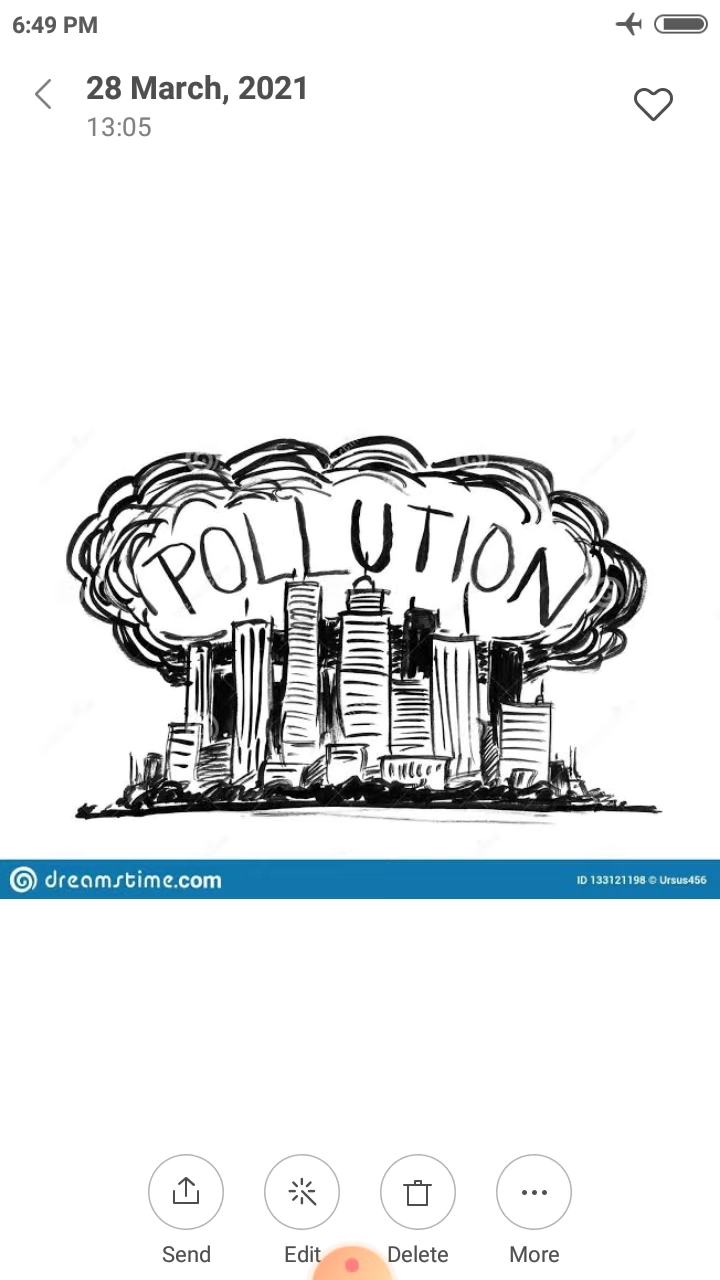 6:49 PM
28 March, 2021
13:05
POLLUTION
dreamstime.com
ID 133121198 © Ursus456
Send Edit Delete More